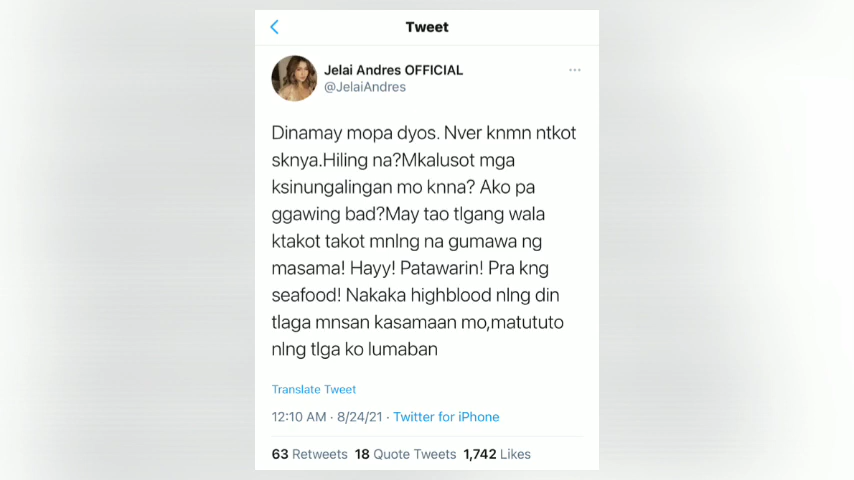 Tweet
Jelai Andres OFFICIAL
@JelaiAndres
Dinamay mopa dyos. Nver knmn ntkot
sknya.Hiling na?Mkalusot mga
ksinungalingan mo knna? Ako pa
ggawing bad?May tao tlgang wala
ktakot takot mnlng na gumawa ng
masama! Hayy! Patawarin! Pra kng
seafood! Nakaka highblood nlng din
tlaga mnsan kasamaan mo,matututo
nlng tlga ko lumaban
Translate Tweet
12:10 AM · 8/24/21 · Twitter for iPhone
63 Retweets 18 Quote Tweets 1,742 Likes